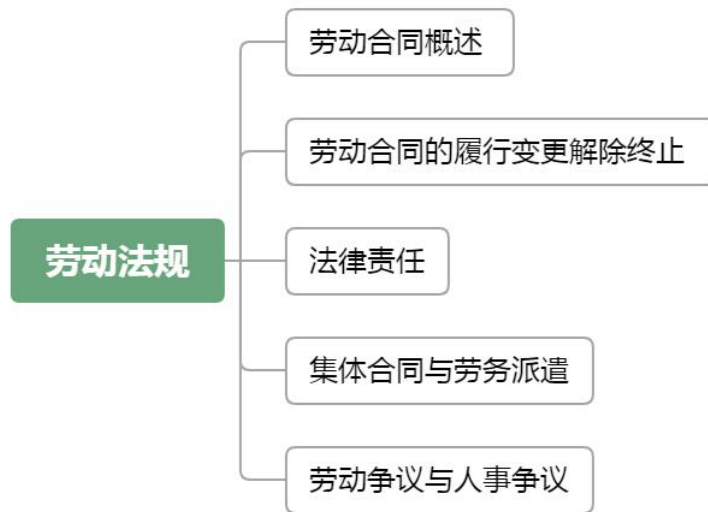 劳动合同概述
劳动合同的履行变更解除终止
劳动法规
法律责任
集体合同与劳务派遣
劳动争议与人事争议